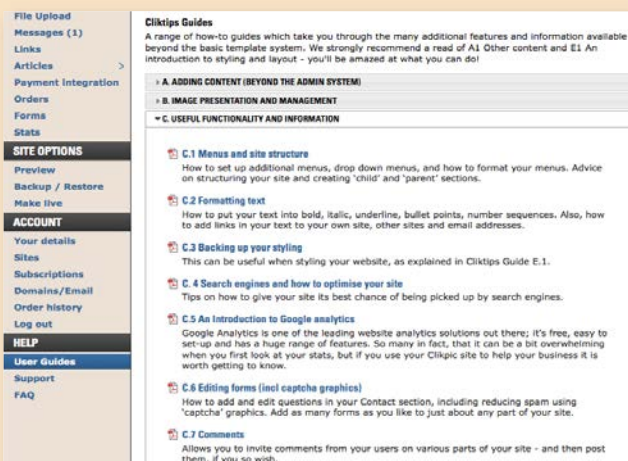 File Upload
Messages (1)
Links
Articles >
Payment Integration
Orders
Forms
Stats
SITE OPTIONS
Preview
Backup / Restore
Make live
ACCOUNT
Your details
Sites
Subscriptions
Domains/Email
Order history
Log out
HELP
User Guides
Support
FAQ
Cliktips Guides
A range of how-to guides which take you through the many additional features and information available
beyond the basic template system. We strongly recommend a read of A1 Other content and E1 An
introduction to styling and layout - you'll be amazed at what you can do!
A. ADDING CONTENT (BEYOND THE ADMIN SYSTEM)
B. IMAGE PRESENTATION AND MANAGEMENT
C. USEFUL FUNCTIONALITY AND INFORMATION
C.1 Menus and site structure
How to set up additional menus, drop down menus, and how to format your menus. Advice
on structuring your site and creating 'child' and 'parent' sections.
C.2 Formatting text
How to put your text into bold, italic, underline, bullet points, number sequences. Also, how
to add links in your text to your own site, other sites and email addresses.
C.3 Backing up your styling
This can be useful when styling your website, as explained in Cliktips Guide E.1.
C. 4 Search engines and how to optimise your site
Tips on how to give your site its best chance of being picked up by search engines.
C.5 An Introduction to Google analytics
Google Analytics is one of the leading website analytics solutions out there; it's free, easy to
set-up and has a huge range of features. So many in fact, that it can be a bit overwhelming
when you first look at your stats, but if you use your Clikpic site to help your business it is
worth getting to know.
C.6 Editing forms (incl captcha graphics)
How to add and edit questions in your Contact section, including reducing spam using
'captcha' graphics. Add as many forms as you like to just about any part of your site.
C.7 Comments
Allows you to invite comments from your users on various parts of your site - and then post
them, if you so wish.